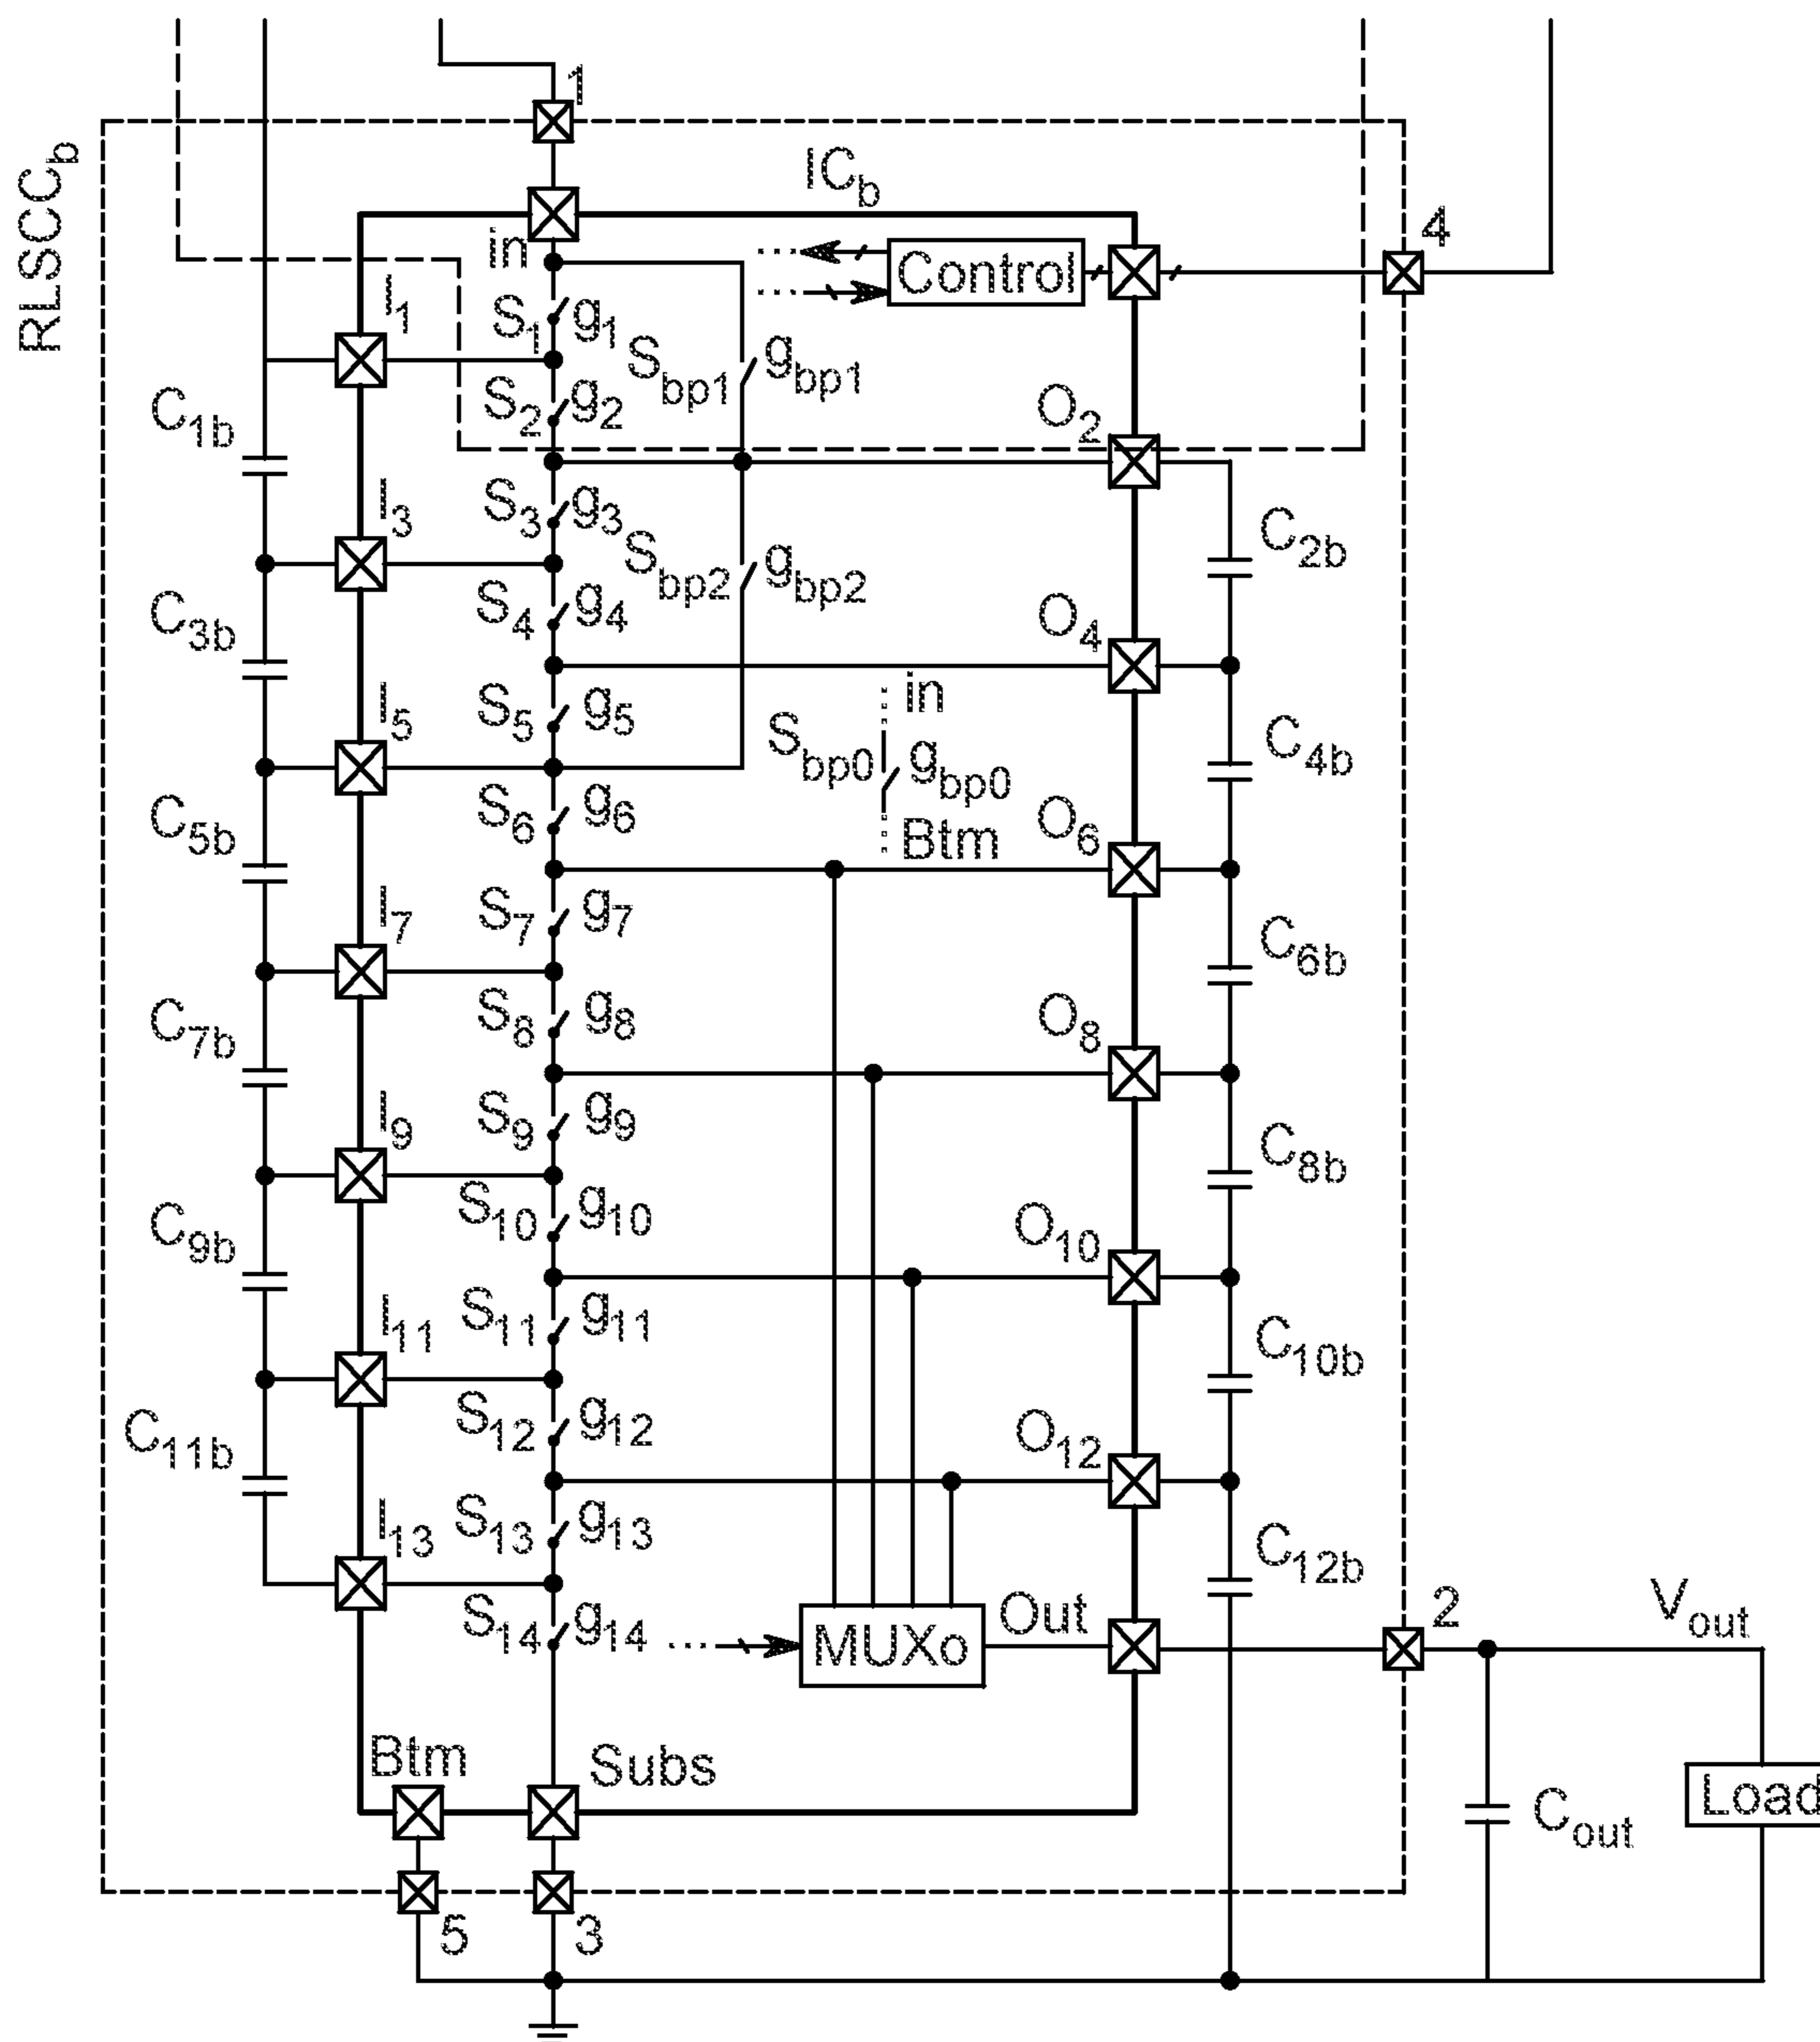 1
RLSCC_b
IC_b
4
in
Control
I_1
S_1 g_1
S_bp1 g_bp1
C_1b
S_2 g_2
O_2
I_3
S_3 g_3
C_2b
S_bp2 g_bp2
C_3b
S_4 g_4
O_4
in
I_5
S_5 g_5
S_bp0 g_bp0
C_4b
C_5b
S_6 g_6
Btm
O_6
I_7
S_7 g_7
C_6b
C_7b
S_8 g_8
O_8
I_9
S_9 g_9
C_8b
C_9b
S_10 g_10
O_10
I_11
S_11 g_11
C_10b
C_11b
S_12 g_12
O_12
I_13
S_13 g_13
C_12b
S_14 g_14
MUXo
Out
2
V_out
Btm
Subs
C_out
Load
5
3